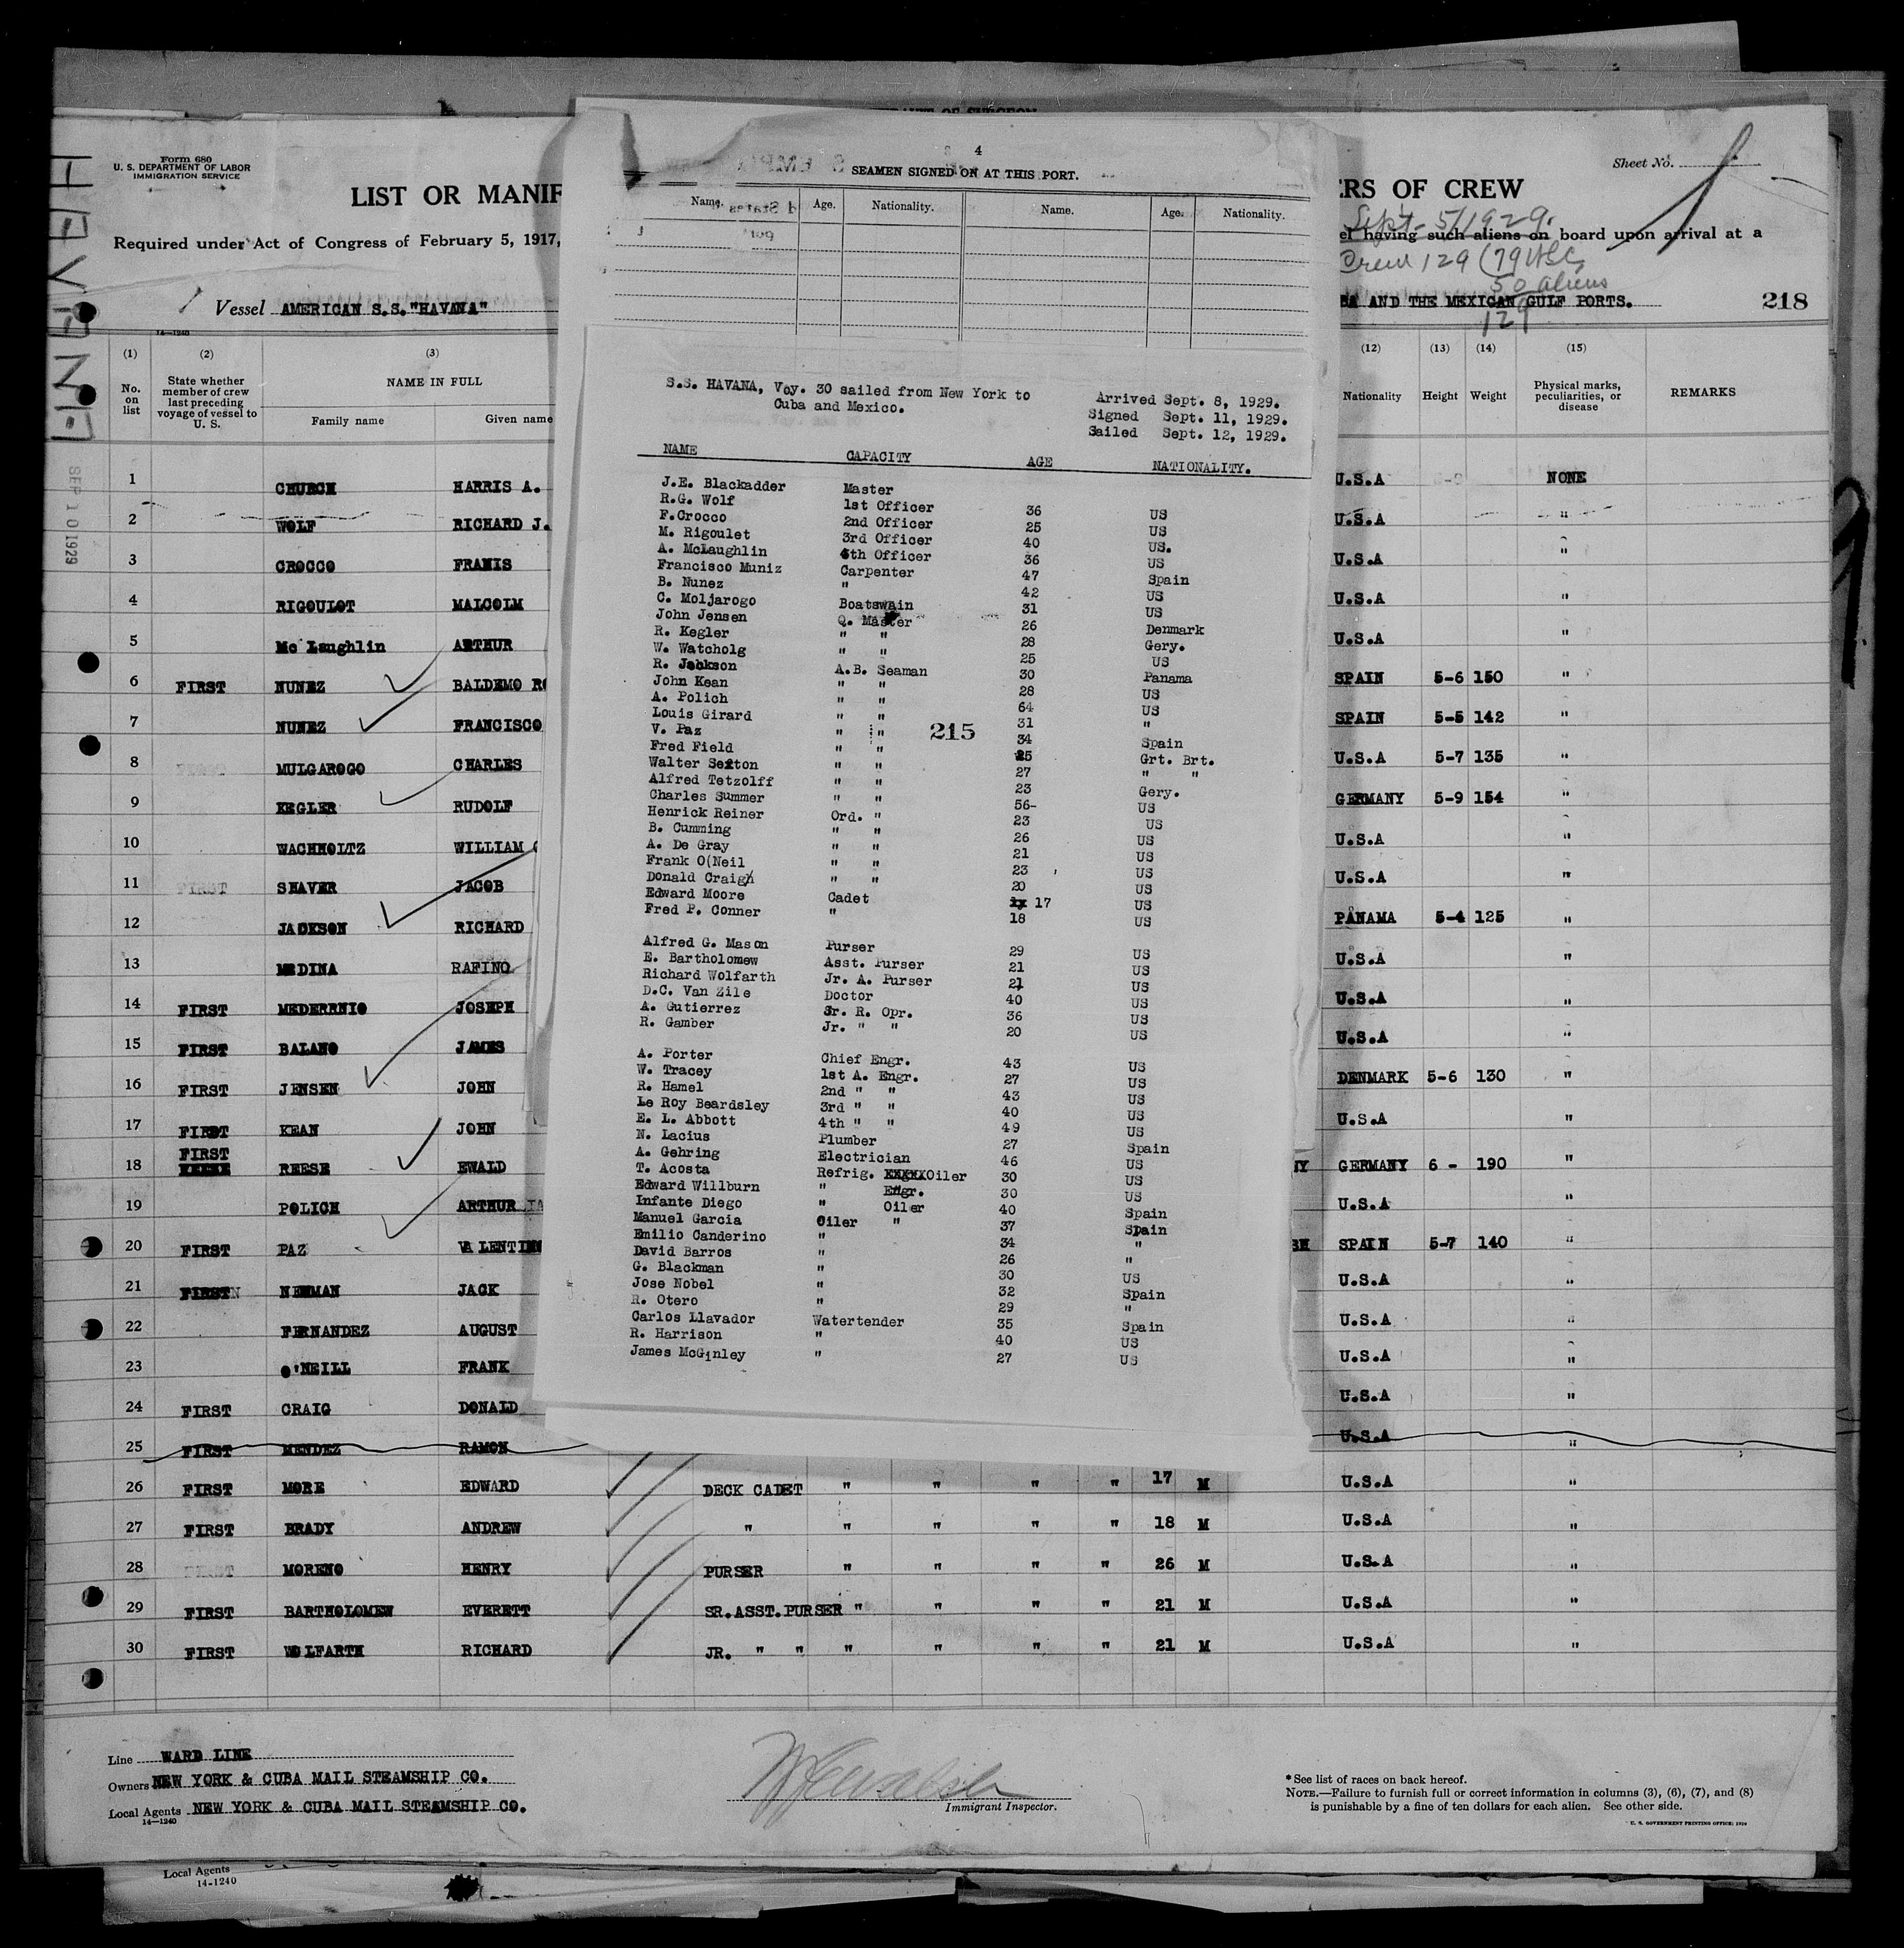 Form 680
U. S. DEPARTMENT OF LABOR
IMMIGRATION SERVICE
Sheet No.
LIST OR MANIF
ERS OF CREW
Sept- 5/1929.
Required under Act of Congress of February 5, 1917,
el having such aliens on board upon arrival at a
Crew 129 (79 USC
50 aliens
129
Vessel AMERICAN S.S."HAVANA"
BA AND THE MEXICAN GULF PORTS.
218
HAVANA
SEP 10 1929
14—1240
4
SEAMEN SIGNED ON AT THIS PORT.
Name. Age. Nationality. Name. Age. Nationality.
S.S. HAVANA, Voy. 30 sailed from New York to
Cuba and Mexico.
Arrived Sept. 8, 1929.
Signed Sept. 11, 1929.
Sailed Sept. 12, 1929.
NAME CAPACITY AGE NATIONALITY.
J.E. Blackadder Master
R.G. Wolf 1st Officer 36 US
F.Crocco 2nd Officer 25 US
M. Rigoulet 3rd Officer 40 US.
A. McLaughlin 4th Officer 36 US
Francisco Muniz Carpenter 47 Spain
B. Nunez " 42 US
C. Moljarogo Boatswain 31 US
John Jensen Q. Master 26 Denmark
R. Kegler " " 28 Gery.
W. Watcholg " " 25 US
R. Jackson A.B. Seaman 30 Panama
John Kean " " 28 US
A. Polich " " 64 US
Louis Girard " " 31 "
V. Paz " " 34 Spain
215
Fred Field " " 25 Grt. Brt.
Walter Sexton " " 27 " "
Alfred Tetzolff " " 23 Gery.
Charles Summer " " 56- US
Henrick Reiner Ord. " 23 US
B. Cumming " " 26 US
A. De Gray " " 21 US
Frank O(Neil " " 23 US
Donald Craigh " " 20 US
Edward Moore Cadet 17 US
Fred P. Conner " 18 US
Alfred G. Mason Purser 29 US
E. Bartholomew Asst. Purser 21 US
Richard Wolfarth Jr. A. Purser 21 US
D.C. Van Zile Doctor 40 US
A. Gutierrez Sr. R. Opr. 36 US
R. Gamber Jr. " " 20 US
A. Porter Chief Engr. 43 US
W. Tracey 1st A. Engr. 27 US
R. Hamel 2nd " " 43 US
Le Roy Beardsley 3rd " " 40 US
E. L. Abbott 4th " " 49 US
N. Lacius Plumber 27 Spain
A. Gehring Electrician 46 US
T. Acosta Refrig. Oiler 30 US
Edward Willburn " Engr. 30 US
Infante Diego " Oiler 40 Spain
Manuel Garcia Oiler " 37 Spain
Emilio Canderino " 34 "
David Barros " 26 "
G. Blackman " 30 US
Jose Nobel " 32 Spain
R. Otero " 29 "
Carlos Llavador Watertender 35 Spain
R. Harrison " 40 US
James McGinley " 27 US
(1) (2) (3) (12) (13) (14) (15)
No. on list State whether member of crew last preceding voyage of vessel to U. S. NAME IN FULL Family name Given name Nationality Height Weight Physical marks, peculiarities, or disease REMARKS
1 CHURCH HARRIS A. U.S.A NONE
2 WOLF RICHARD J. U.S.A "
3 CROCCO FRANIS U.S.A "
4 RIGOULOT MALCOLM U.S.A "
5 Mc Laughlin ARTHUR U.S.A "
6 FIRST NUNEZ BALDEMO RO SPAIN 5-6 150 "
7 NUNEZ FRANCISCO SPAIN 5-5 142 "
8 MULGAROGO CHARLES U.S.A 5-7 135 "
9 KEGLER RUDOLF GERMANY 5-9 154 "
10 WACHHOLTZ WILLIAM U.S.A "
11 FIRST SHAVER JACOB U.S.A "
12 JACKSON RICHARD PANAMA 5-4 125 "
13 MEDINA RAFINO U.S.A "
14 FIRST MEDERRNIO JOSEPH U.S.A "
15 FIRST BALANO JAMES U.S.A "
16 FIRST JENSEN JOHN DENMARK 5-6 130 "
17 FIRST KEAN JOHN U.S.A "
18 FIRST REESE EWALD NY GERMANY 6 - 190 "
19 POLICH ARTHUR U.S.A "
20 FIRST PAZ VALENTINO SH SPAIN 5-7 140 "
21 FIRST NEWMAN JACK U.S.A "
22 FERNANDEZ AUGUST U.S.A "
23 O'NEILL FRANK U.S.A "
24 FIRST CRAIG DONALD U.S.A "
25 FIRST MENDEZ RAMON U.S.A "
26 FIRST MORE EDWARD DECK CADET " " " " 17 M U.S.A "
27 FIRST BRADY ANDREW " " " " " 18 M U.S.A "
28 FIRST MORENO HENRY PURSER " " " " 26 M U.S.A "
29 FIRST BARTHOLOMEW EVERETT SR.ASST.PURSER " " " " 21 M U.S.A "
30 FIRST WOLFARTH RICHARD JR. " " " " " " 21 M U.S.A "
Line WARD LINE
Owners NEW YORK & CUBA MAIL STEAMSHIP CO.
Local Agents NEW YORK & CUBA MAIL STEAMSHIP CO.
14—1240
Immigrant Inspector.
* See list of races on back hereof.
NOTE.—Failure to furnish full or correct information in columns (3), (6), (7), and (8)
is punishable by a fine of ten dollars for each alien. See other side.
Local Agents
14-1240